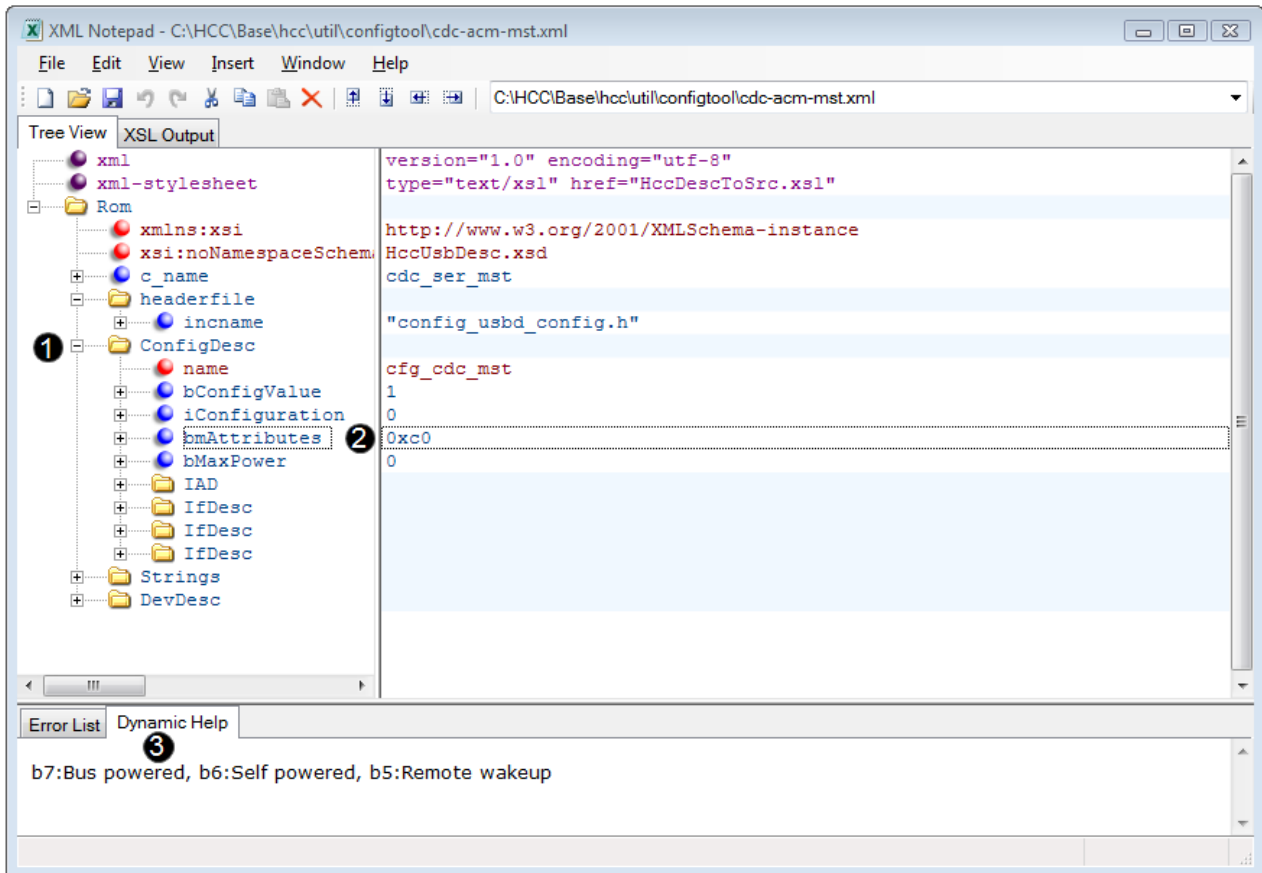 XML Notepad - C:\HCC\Base\hcc\util\configtool\cdc-acm-mst.xml
File Edit View Insert Window Help
C:\HCC\Base\hcc\util\configtool\cdc-acm-mst.xml
Tree View XSL Output
xml version="1.0" encoding="utf-8"
xml-stylesheet type="text/xsl" href="HccDescToSrc.xsl"
Rom
xmlns:xsi http://www.w3.org/2001/XMLSchema-instance
xsi:noNamespaceSchem HccUsbDesc.xsd
c_name cdc_ser_mst
headerfile
incname "config_usbd_config.h"
1 ConfigDesc
name cfg_cdc_mst
bConfigValue 1
iConfiguration 0
bmAttributes 2 0xc0
bMaxPower 0
IAD
IfDesc
IfDesc
IfDesc
Strings
DevDesc
Error List Dynamic Help
3
b7:Bus powered, b6:Self powered, b5:Remote wakeup